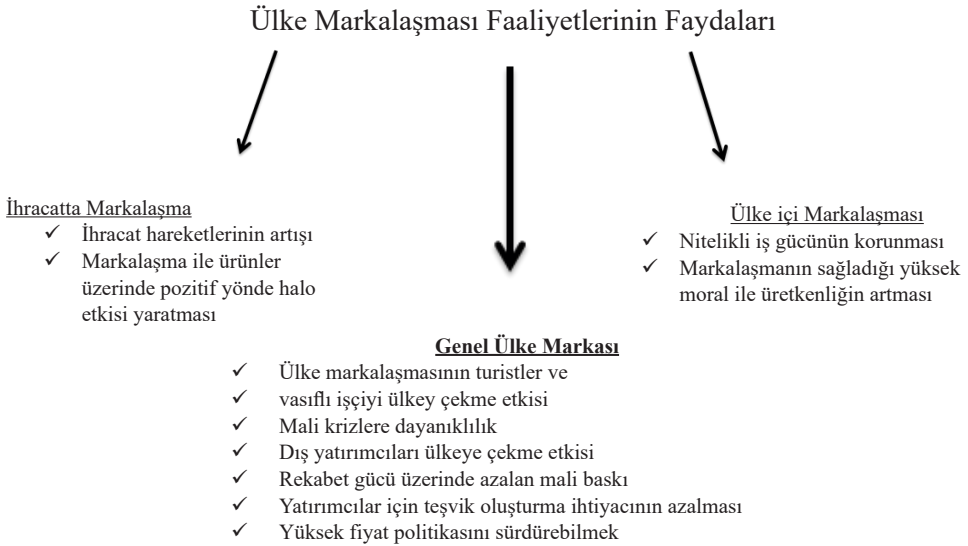 Ülke Markalaşması Faaliyetlerinin Faydaları
İhracatta Markalaşma
✓ İhracat hareketlerinin artışı
✓ Markalaşma ile ürünler
üzerinde pozitif yönde halo
etkisi yaratması
Ülke içi Markalaşması
✓ Nitelikli iş gücünün korunması
✓ Markalaşmanın sağladığı yüksek
moral ile üretkenliğin artması
Genel Ülke Markası
✓ Ülke markalaşmasının turistler ve
✓ vasıflı işçiyi ülkey çekme etkisi
✓ Mali krizlere dayanıklılık
✓ Dış yatırımcıları ülkeye çekme etkisi
✓ Rekabet gücü üzerinde azalan mali baskı
✓ Yatırımcılar için teşvik oluşturma ihtiyacının azalması
✓ Yüksek fiyat politikasını sürdürebilmek